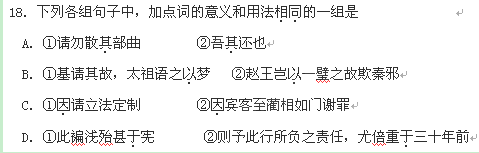 18. 下列各组句子中，加点词的意义和用法相同的一组是
A. ①请勿散其部曲 ②吾其还也
B. ①基请其故，太祖语之以梦 ②赵王岂以一璧之故欺秦邪
C. ①因请立法定制 ②因宾客至蔺相如门谢罪
D. ①此褊浅殆甚于宪 ②则子此行所负之责任，尤倍重于三十年前